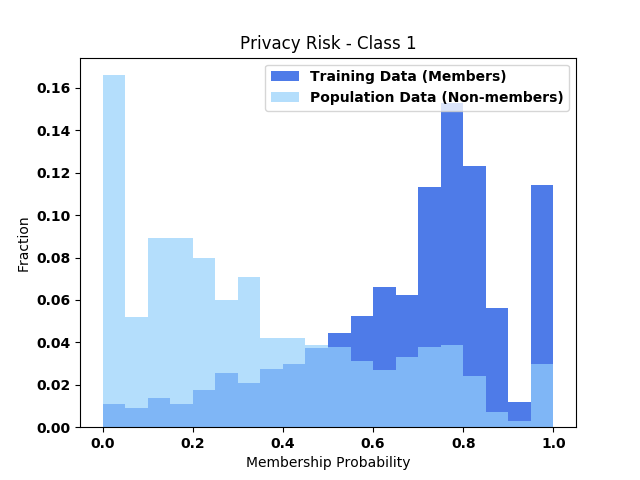 Privacy Risk - Class 1
Training Data (Members)
Population Data (Non-members)
Fraction
0.16
0.14
0.12
0.10
0.08
0.06
0.04
0.02
0.00
0.0 0.2 0.4 0.6 0.8 1.0
Membership Probability